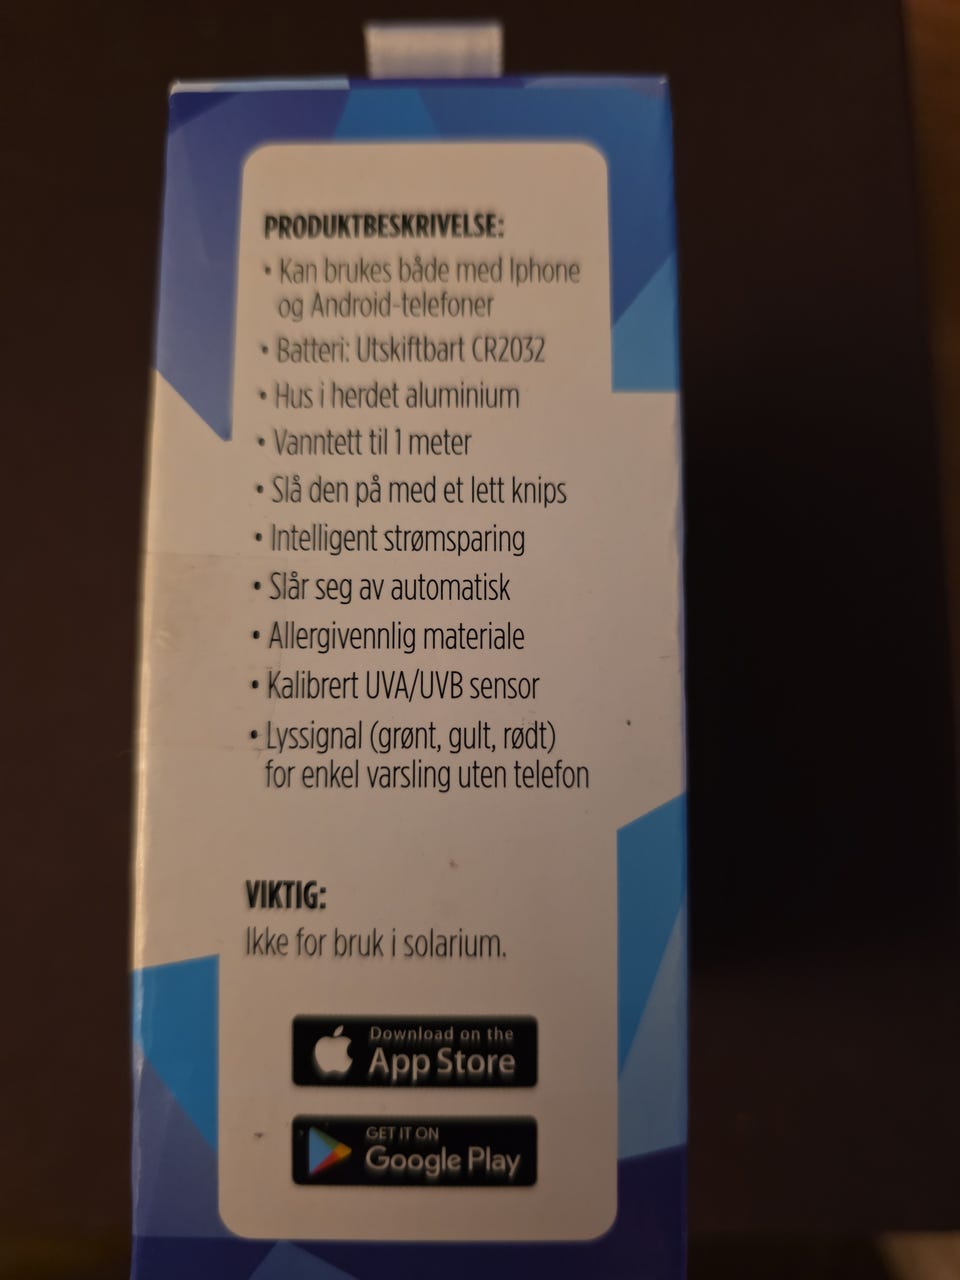 PRODUKTBESKRIVELSE:
• Kan brukes både med Iphone
og Android-telefoner
• Batteri: Utskiftbart CR2032
• Hus i herdet aluminium
• Vanntett til 1 meter
• Slå den på med et lett knips
• Intelligent strømsparing
• Slår seg av automatisk
• Allergivennlig materiale
• Kalibrert UVA/UVB sensor
• Lyssignal (grønt, gult, rødt)
for enkel varsling uten telefon
VIKTIG:
Ikke for bruk i solarium.
Download on the
App Store
GET IT ON
Google Play